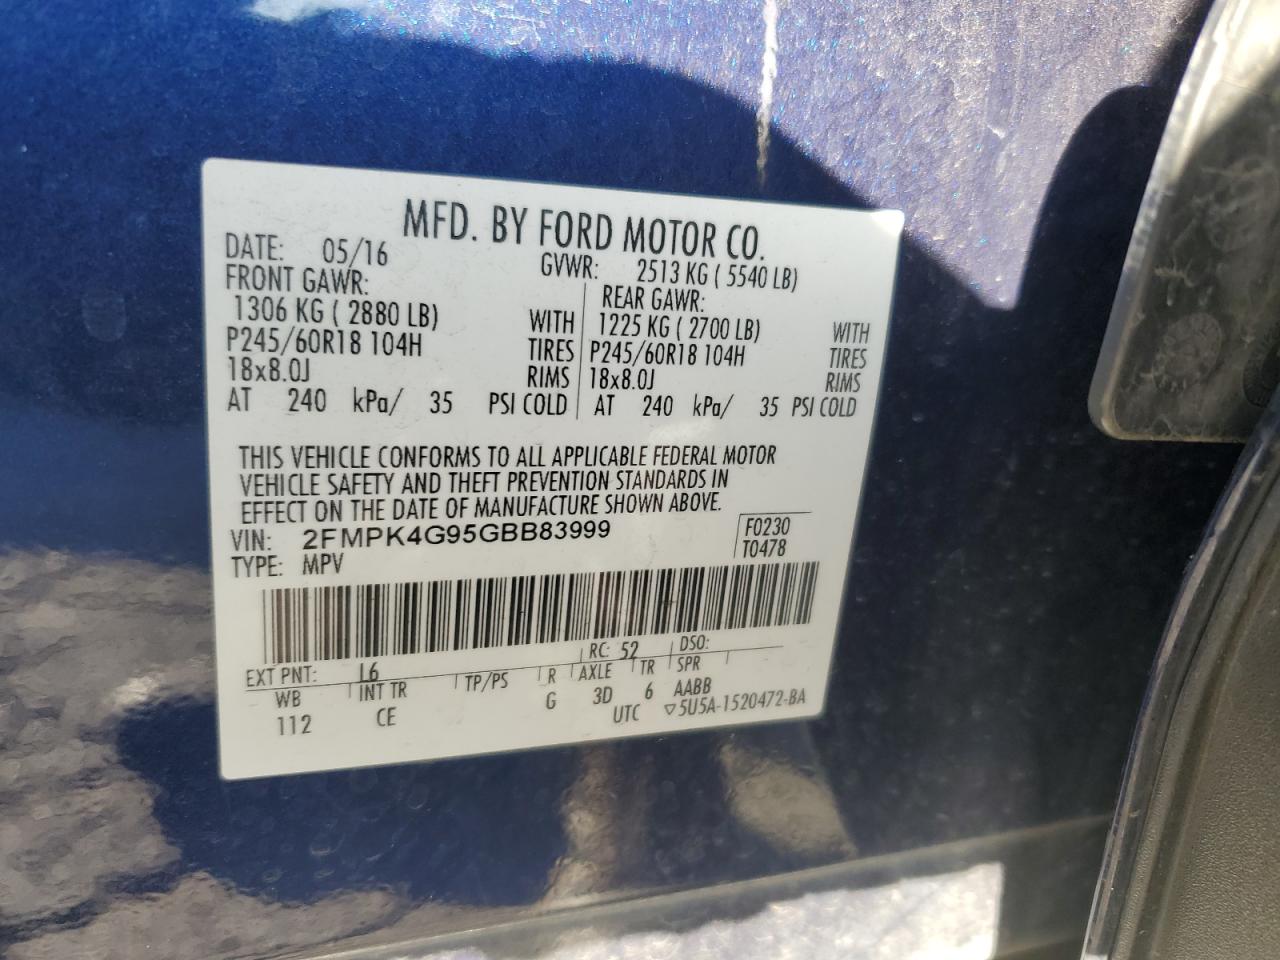 MFD. BY FORD MOTOR CO.
DATE: 05/16 GVWR: 2513 KG ( 5540 LB)
FRONT GAWR: REAR GAWR:
1306 KG ( 2880 LB) WITH 1225 KG ( 2700 LB) WITH
P245/60R18 104H TIRES P245/60R18 104H TIRES
18x8.0J RIMS 18x8.0J RIMS
AT 240 kPa/ 35 PSI COLD AT 240 kPa/ 35 PSI COLD
THIS VEHICLE CONFORMS TO ALL APPLICABLE FEDERAL MOTOR
VEHICLE SAFETY AND THEFT PREVENTION STANDARDS IN
EFFECT ON THE DATE OF MANUFACTURE SHOWN ABOVE.
VIN: 2FMPK4G95GBB83999 F0230
TYPE: MPV T0478
EXT PNT: L6 RC: 52 DSO:
WB INT TR TP/PS R AXLE TR SPR
112 CE G 3D 6 AABB
UTC ▽5U5A-1520472-BA